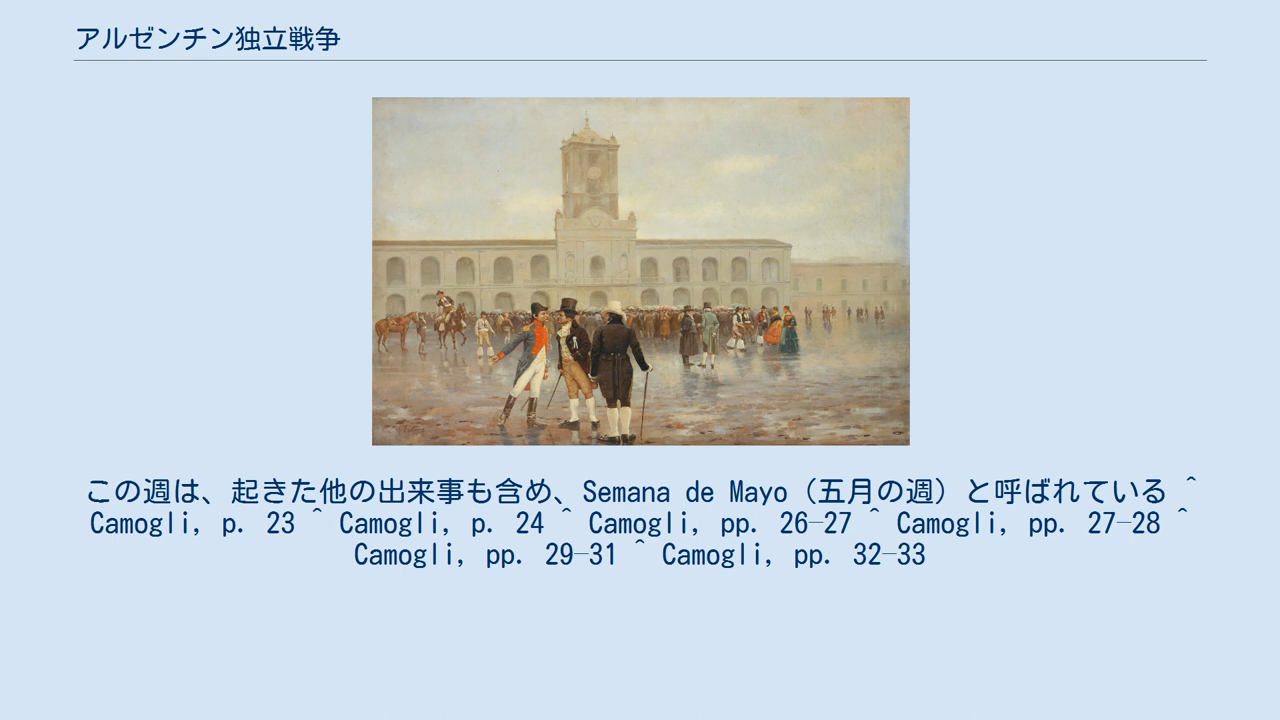 アルゼンチン独立戦争
この週は、起きた他の出来事も含め、Semana de Mayo（五月の週）と呼ばれている ^
Camogli, p. 23 ^ Camogli, p. 24 ^ Camogli, pp. 26–27 ^ Camogli, pp. 27–28 ^
Camogli, pp. 29–31 ^ Camogli, pp. 32–33